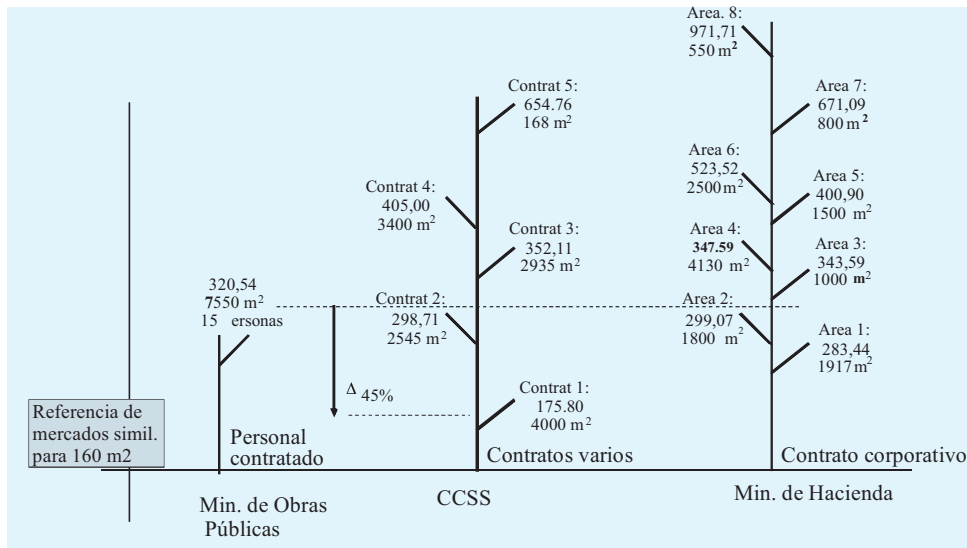 Area. 8:
971,71
550 m²
Contrat 5:
654.76
168 m²
Area 7:
671,09
800 m²
Area 6:
523,52
2500 m²
Contrat 4:
405,00
3400 m²
Area 5:
400,90
1500 m²
Contrat 3:
352,11
2935 m²
Area 4:
347.59
4130 m²
Area 3:
343,59
1000 m²
320,54
7550 m²
15 ersonas
Contrat 2:
298,71
2545 m²
Area 2:
299,07
1800 m²
Area 1:
283,44
1917 m²
Δ 45%
Contrat 1:
175.80
4000 m²
Referencia de
mercados simil.
para 160 m2
Personal
contratado
Contratos varios
Contrato corporativo
Min. de Obras
Públicas
CCSS
Min. de Hacienda